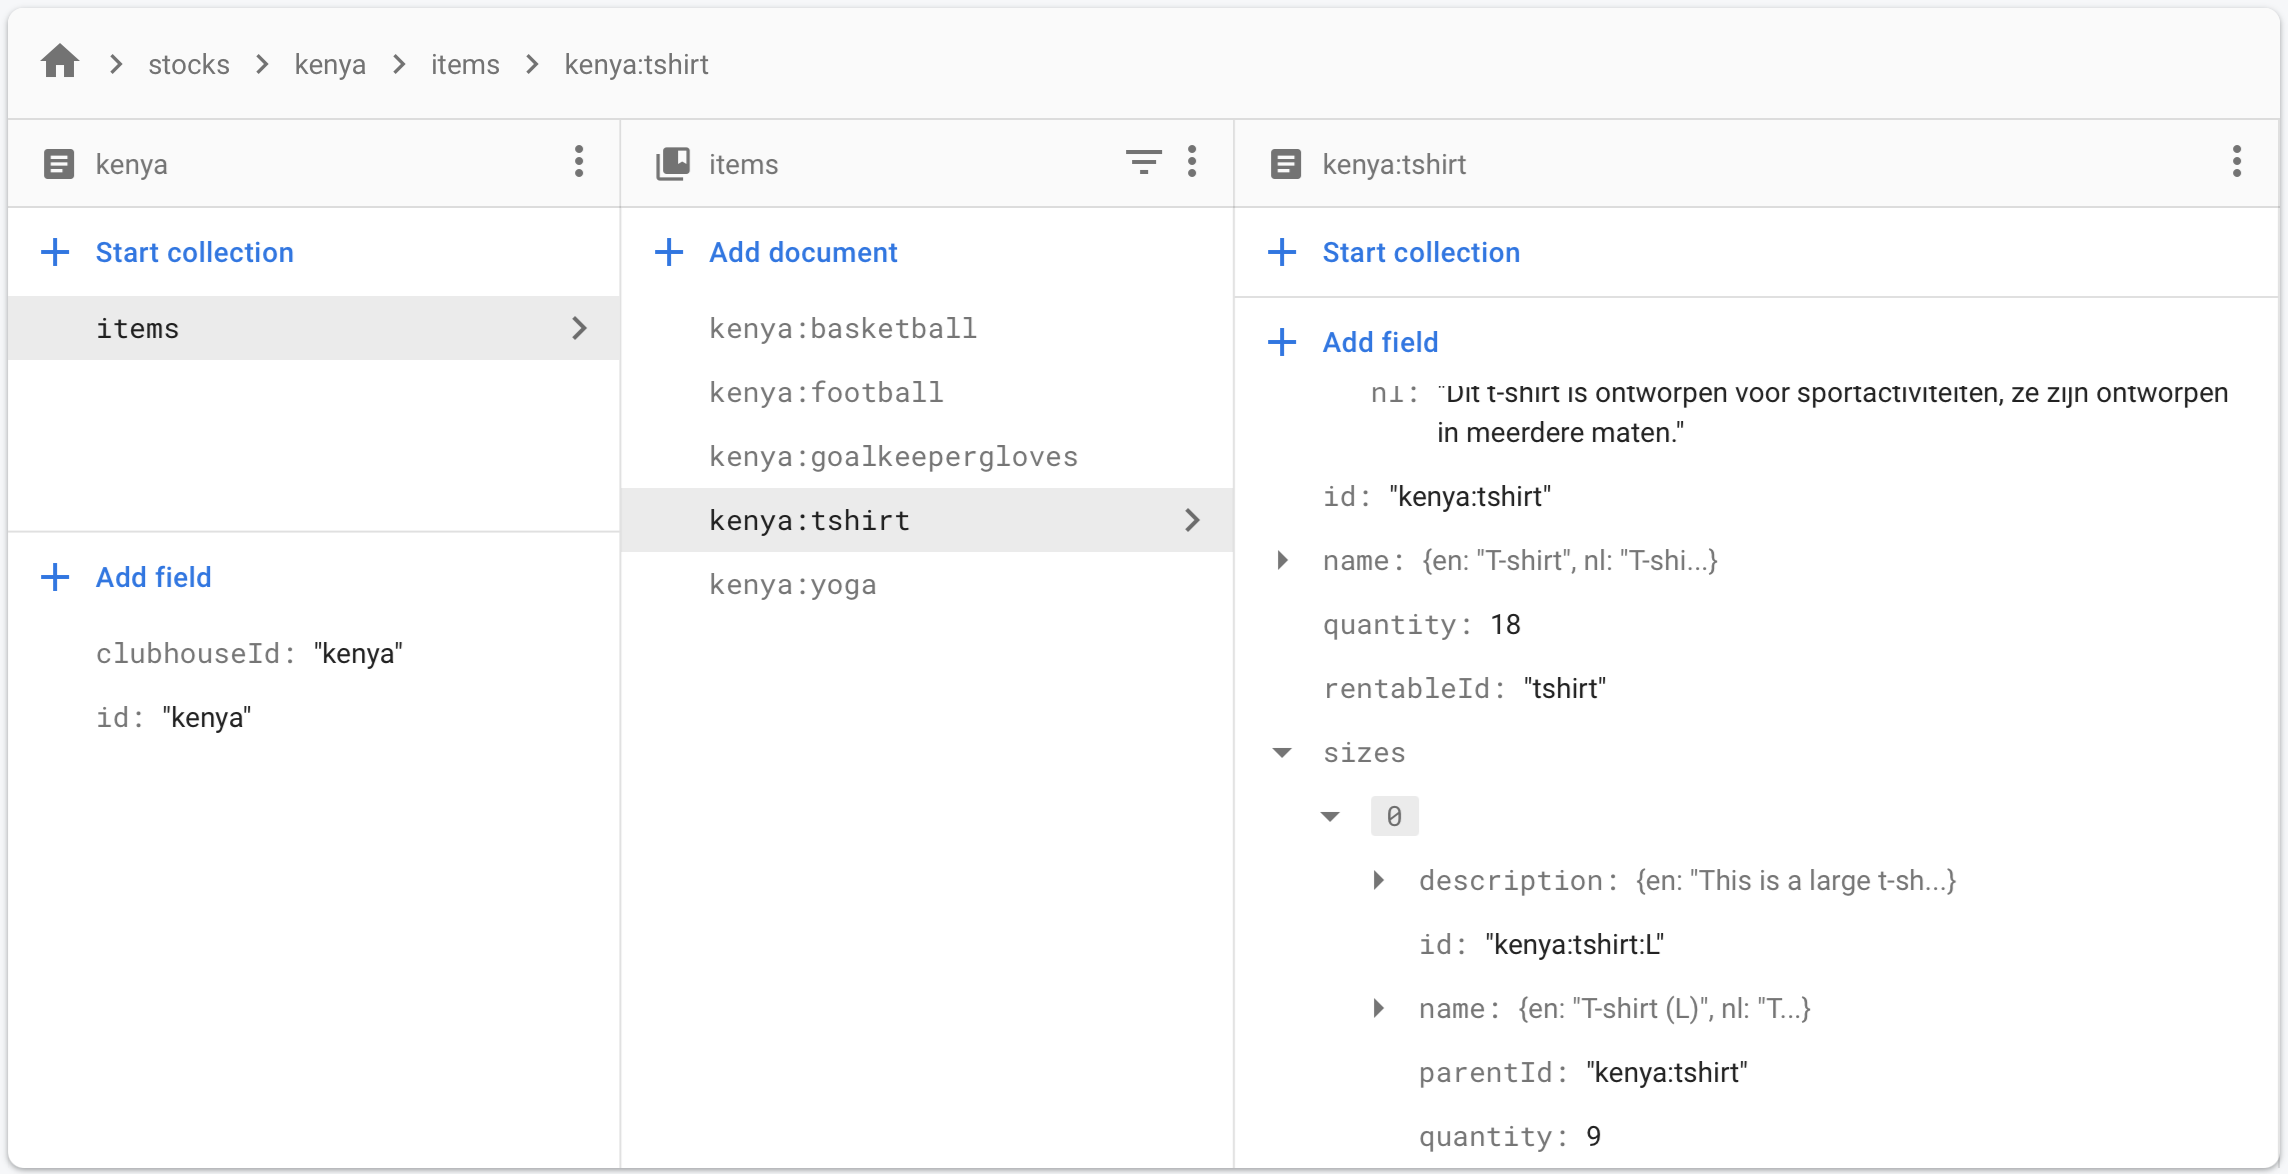 stocks
kenya
items
kenya:tshirt
kenya
Start collection
items
Add field
clubhouseId: "kenya"
id: "kenya"
items
Add document
kenya:basketball
kenya:football
kenya:goalkeepergloves
kenya:tshirt
kenya:yoga
kenya:tshirt
Start collection
Add field
nl: "Dit t-shirt is ontworpen voor sportactiviteiten, ze zijn ontworpen
in meerdere maten."
id: "kenya:tshirt"
name: {en: "T-shirt", nl: "T-shi...}
quantity: 18
rentableId: "tshirt"
sizes
0
description: {en: "This is a large t-sh...}
id: "kenya:tshirt:L"
name: {en: "T-shirt (L)", nl: "T...}
parentId: "kenya:tshirt"
quantity: 9